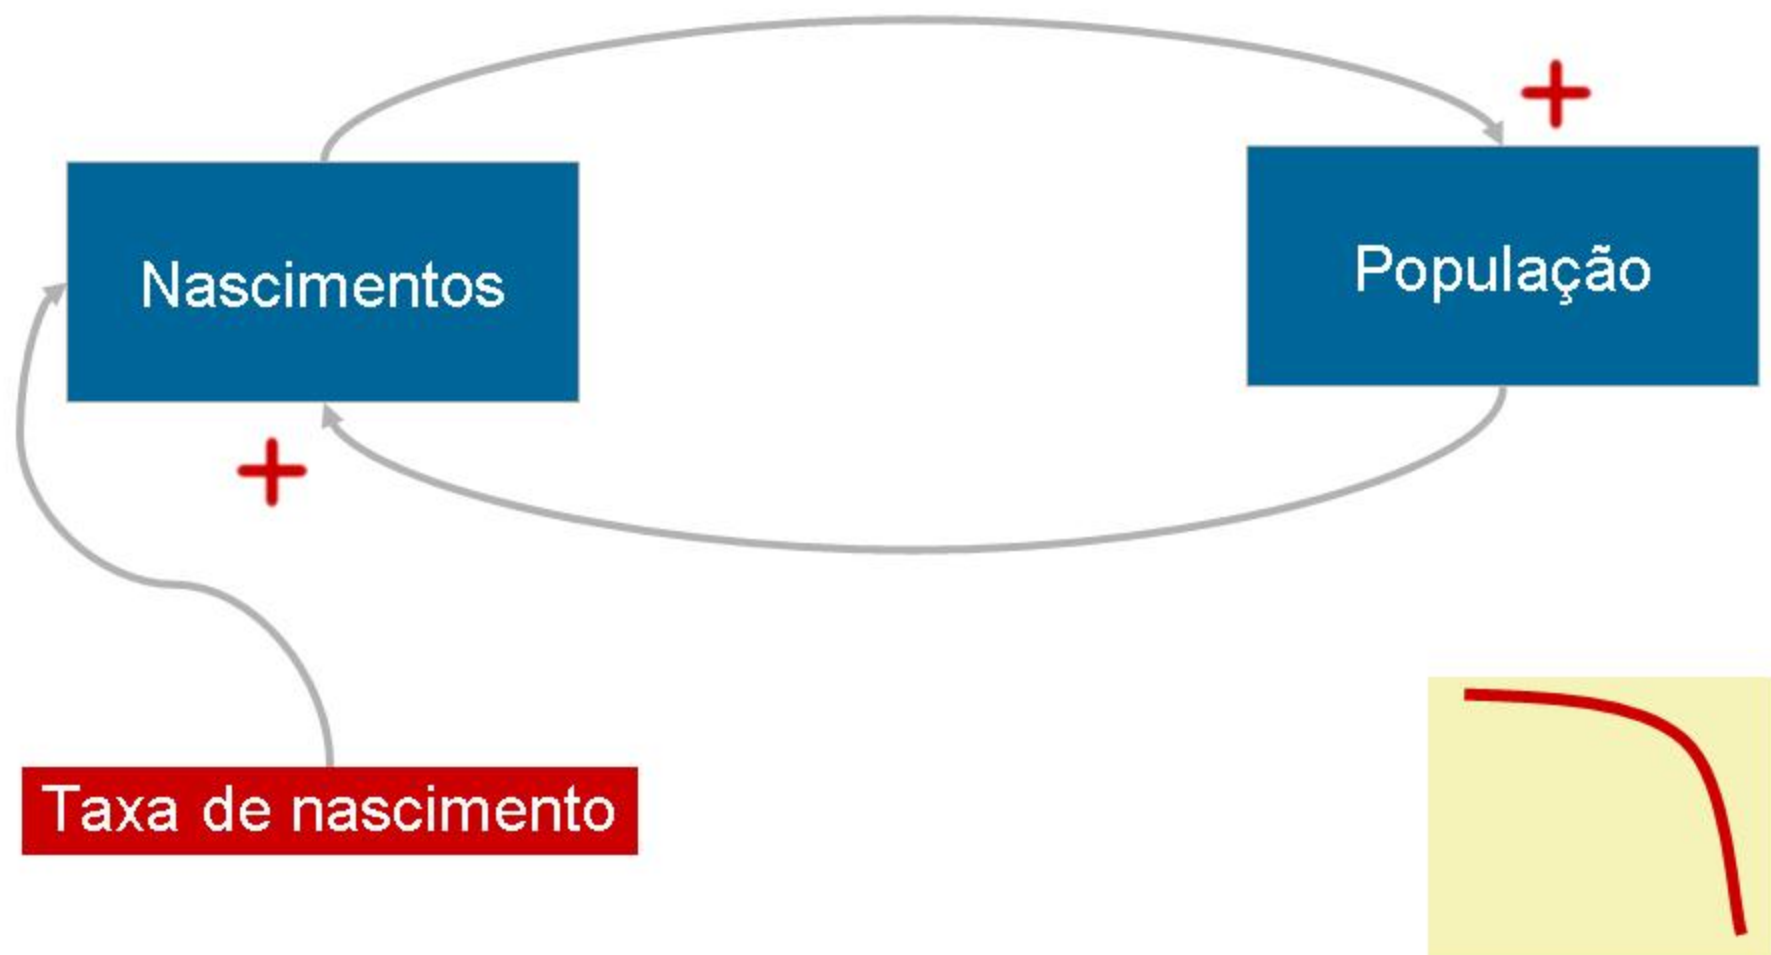 +
Nascimentos
População
+
Taxa de nascimento